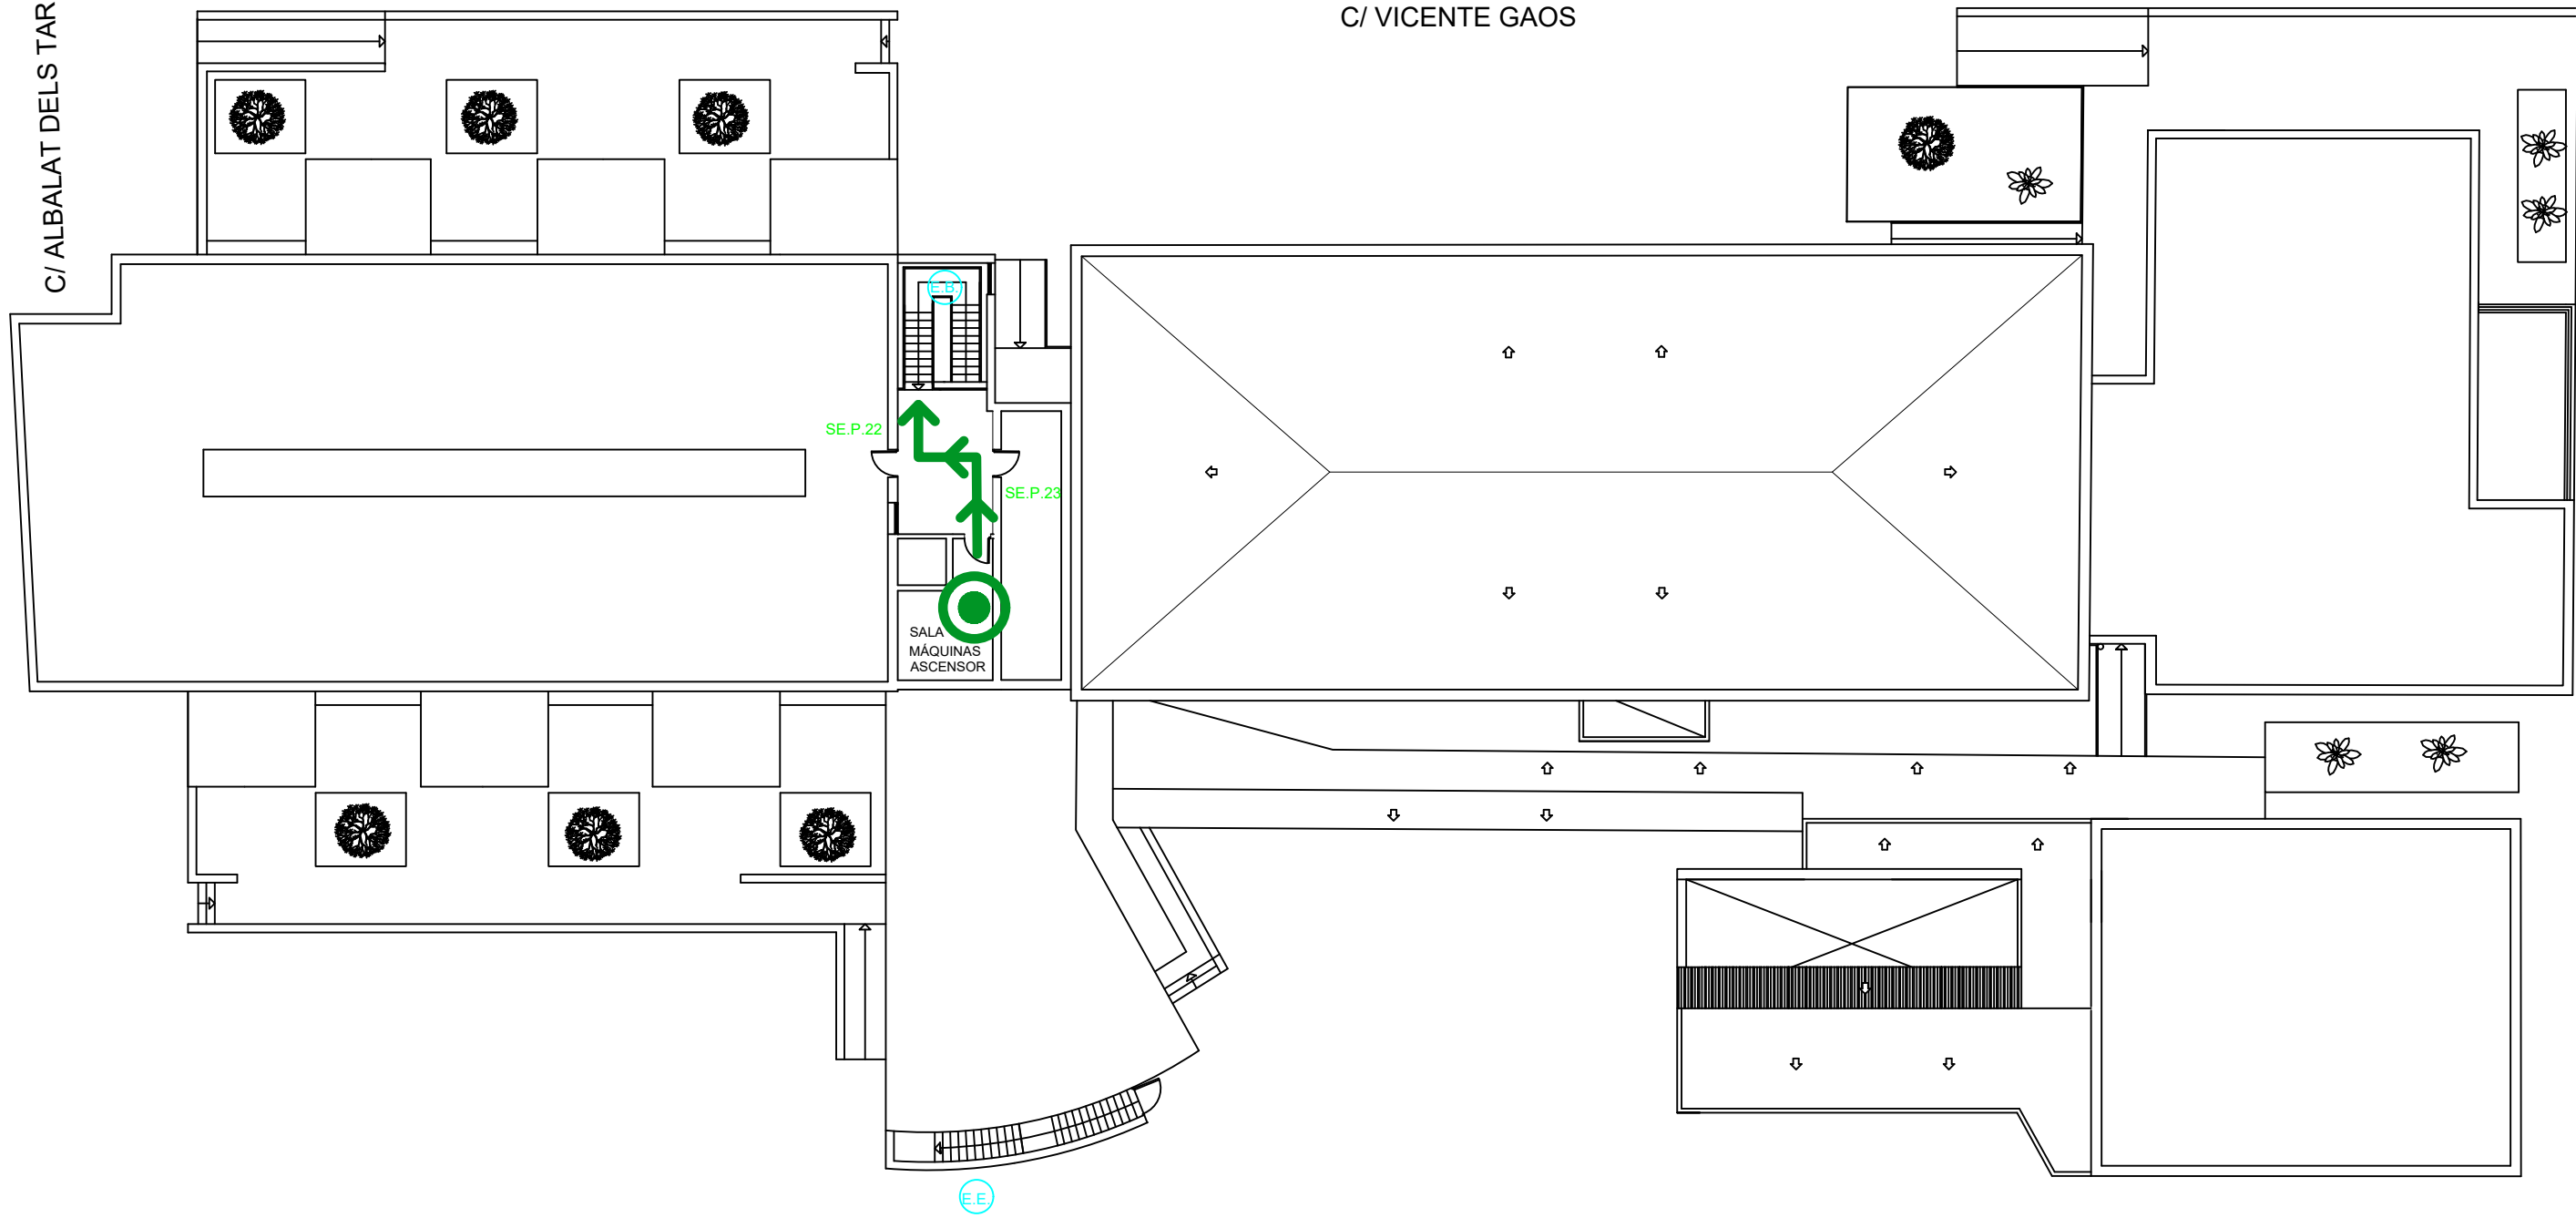 C/ ALBALAT DELS TAR
C/ VICENTE GAOS
E.B.
SE.P.22
SE.P.23
SALA
MÁQUINAS
ASCENSOR
E.E.